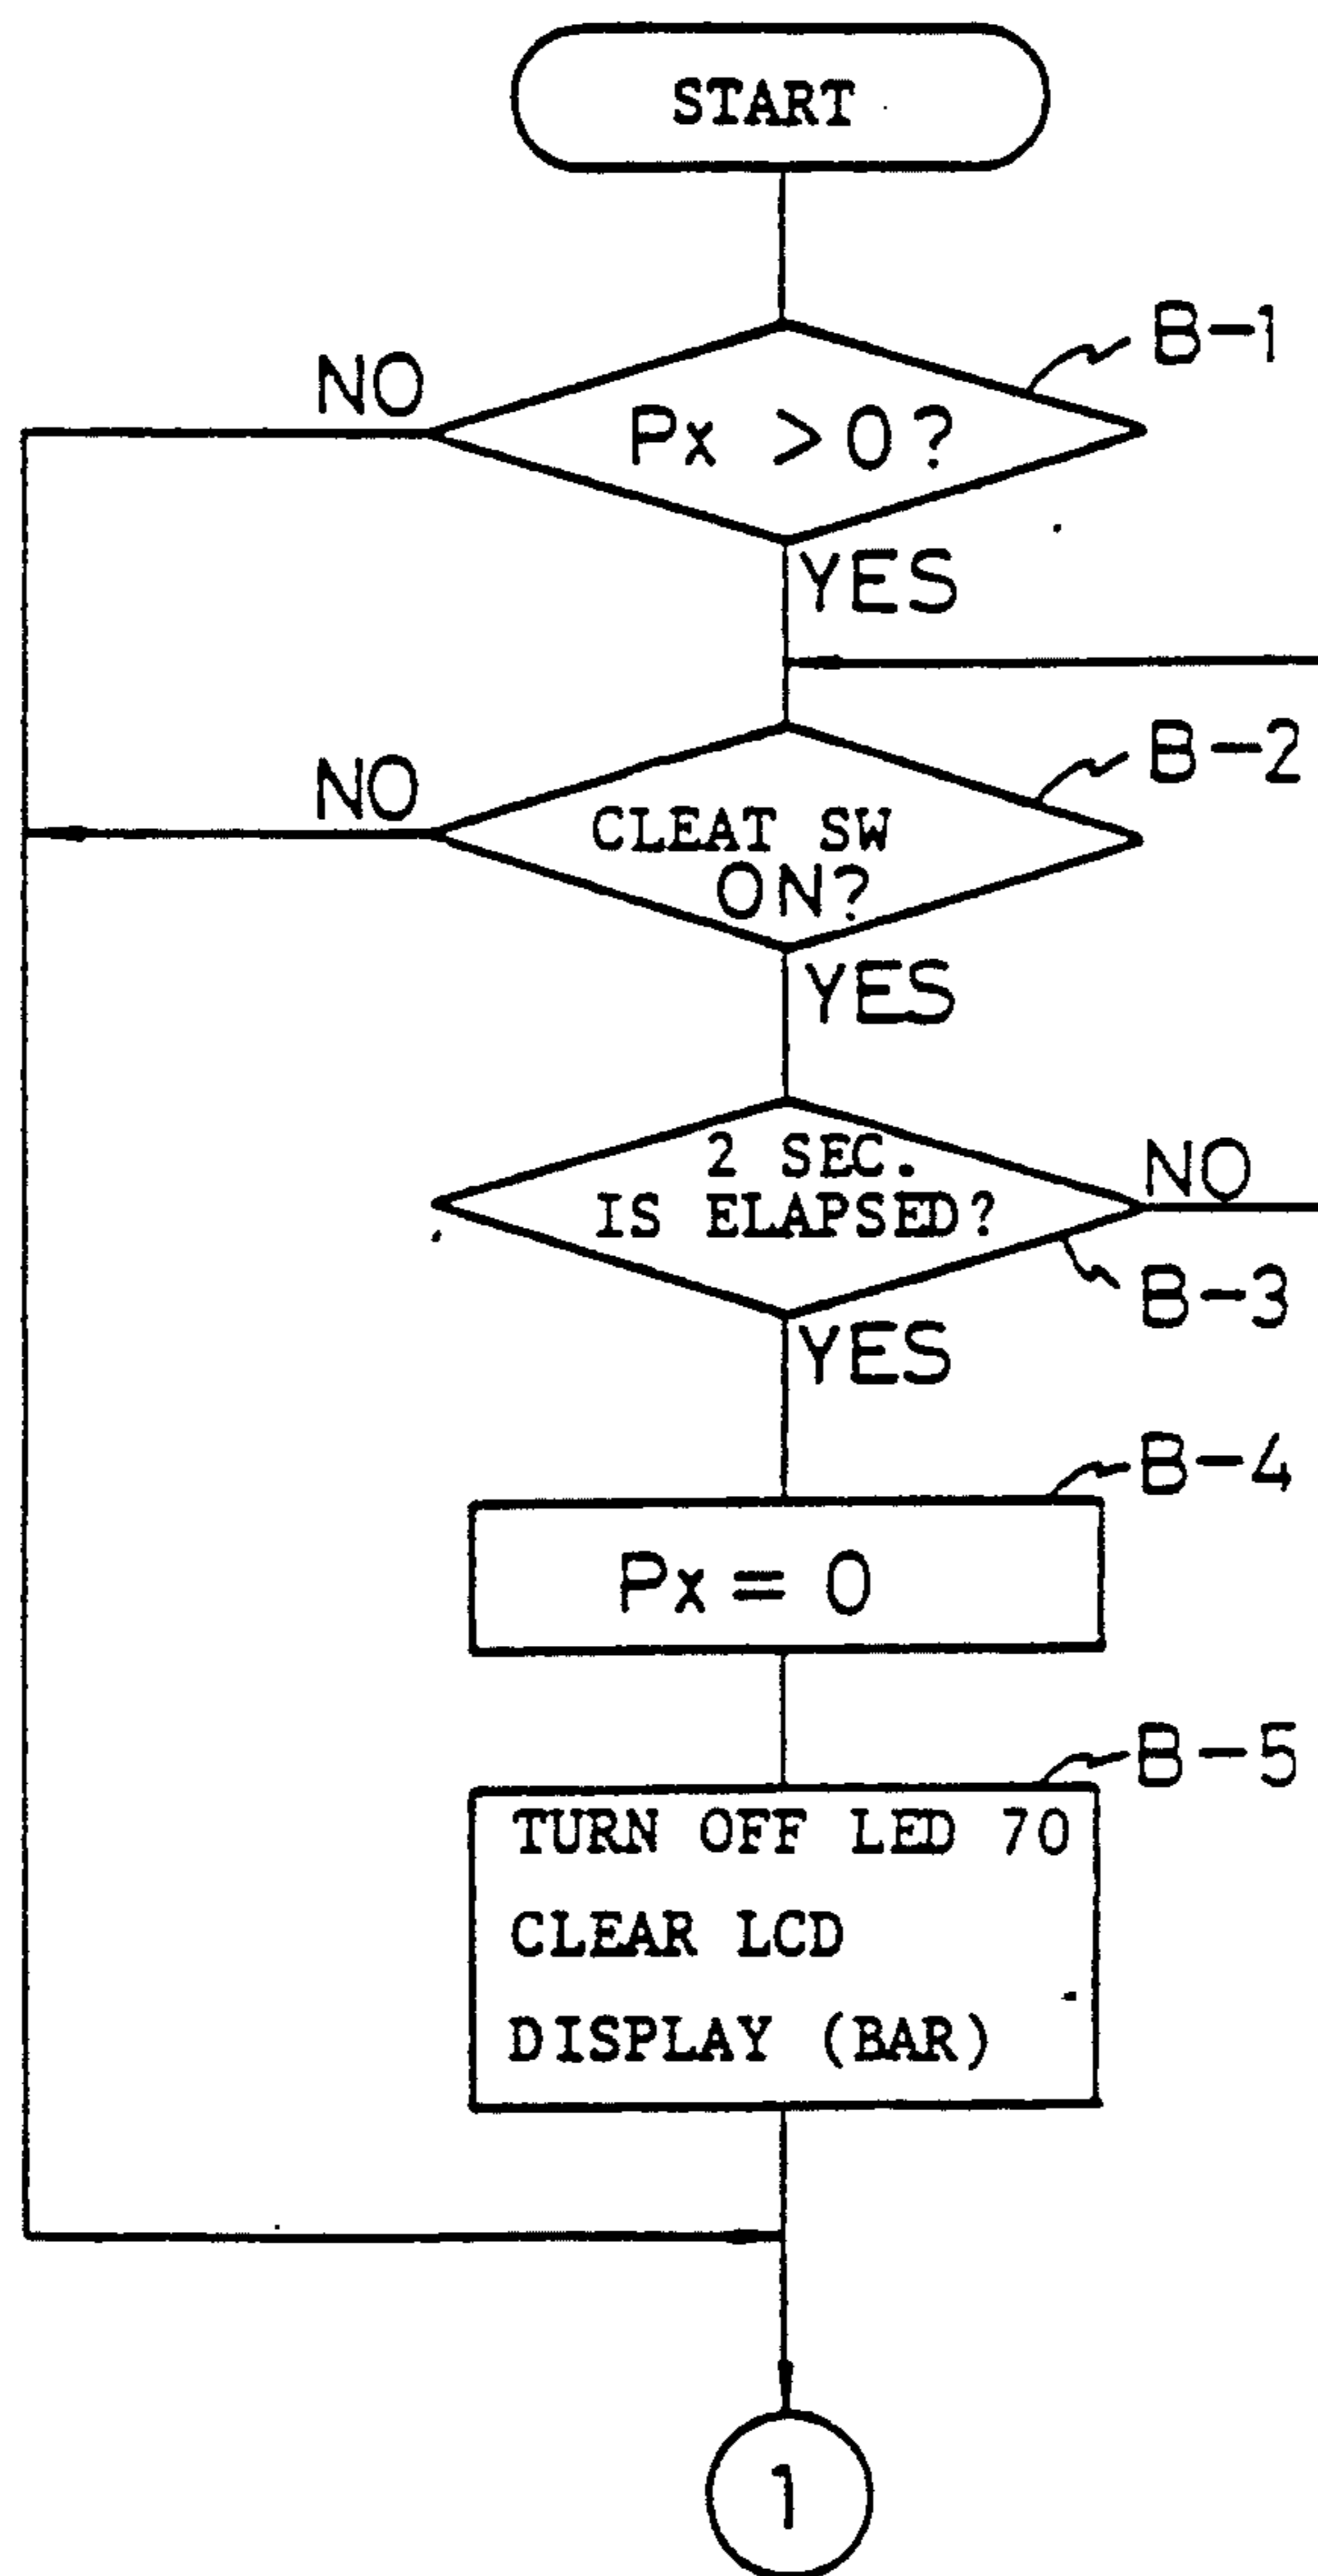 START
B-1
NO
Px > 0?
YES
B-2
NO
CLEAT SW
ON?
YES
2 SEC.
IS ELAPSED?
NO
B-3
YES
B-4
Px = 0
B-5
TURN OFF LED 70
CLEAR LCD
DISPLAY (BAR)
1